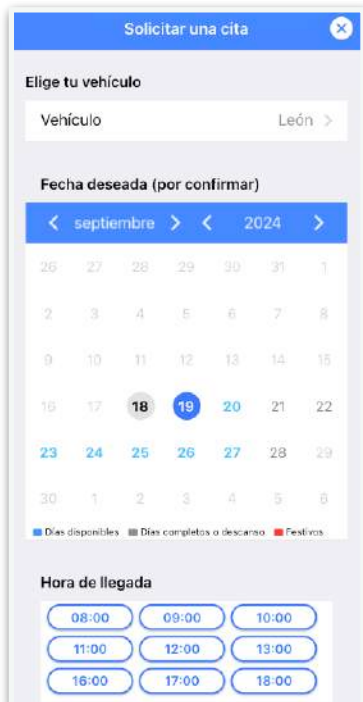 Solicitar una cita
Elige tu vehículo
Vehículo León >
Fecha deseada (por confirmar)
< septiembre > < 2024 >
26 27 28 29 30 31 1
2 3 4 5 6 7 8
9 10 11 12 13 14 15
16 17 18 19 20 21 22
23 24 25 26 27 28 29
30 1 2 3 4 5 6
Días disponibles Días completos o descanso Festivos
Hora de llegada
08:00 09:00 10:00
11:00 12:00 13:00
16:00 17:00 18:00